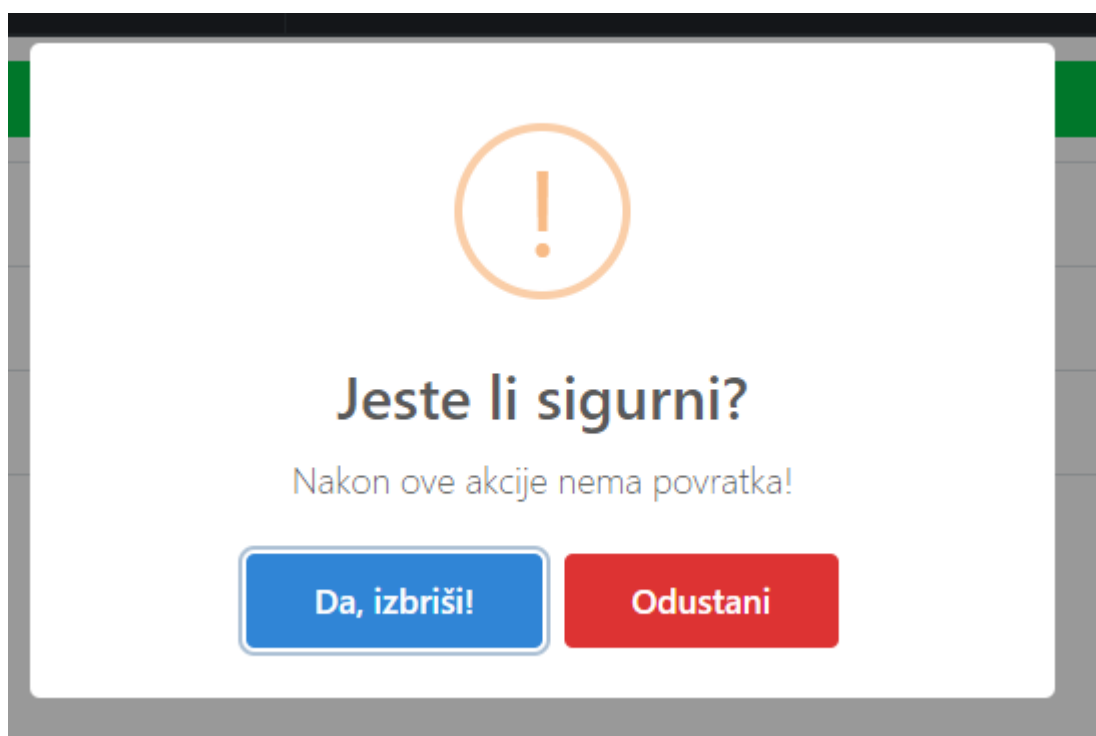 Jeste li sigurni?
Nakon ove akcije nema povratka!
Da, izbriši!
Odustani